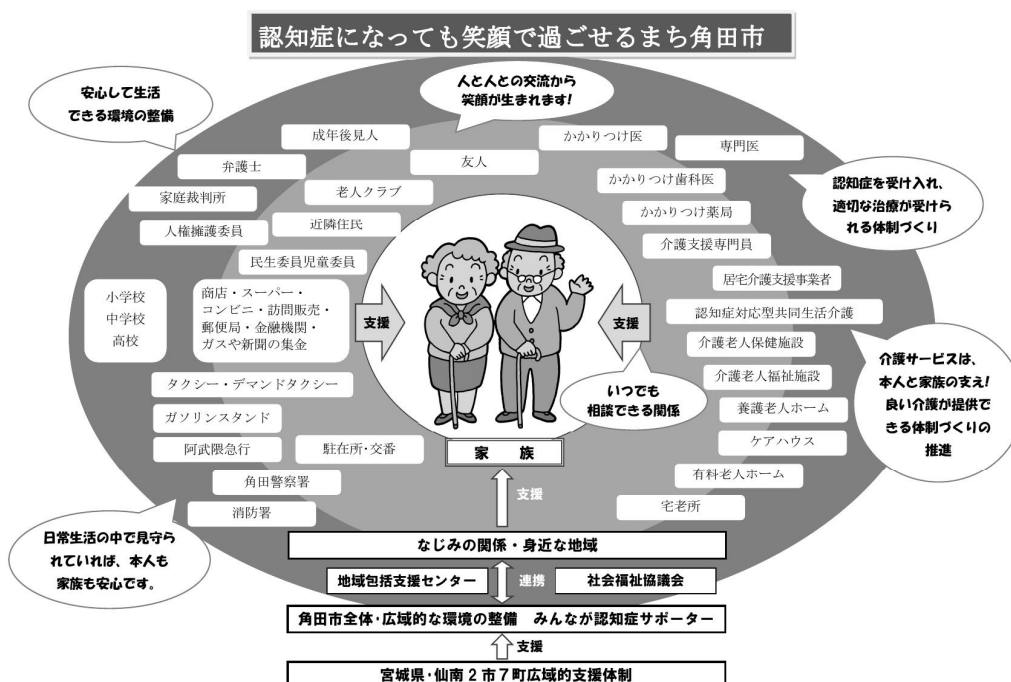 認知症になっても笑顔で過ごせるまち角田市
安心して生活
できる環境の整備
人と人との交流から
笑顔が生まれます!
成年後見人
弁護士
家庭裁判所
人権擁護委員
友人
老人クラブ
近隣住民
民生委員児童委員
小学校
中学校
高校
商店・スーパー・
コンビニ・訪問販売・
郵便局・金融機関・
ガスや新聞の集金
タクシー・デマンドタクシー
ガソリンスタンド
阿武隈急行
駐在所・交番
角田警察署
消防署
日常生活の中で見守ら
れていれば、本人も
家族も安心です。
支援
支援
かかりつけ医
専門医
かかりつけ歯科医
かかりつけ薬局
介護支援専門員
居宅介護支援事業者
認知症対応型共同生活介護
介護老人保健施設
介護老人福祉施設
養護老人ホーム
ケアハウス
有料老人ホーム
宅老所
認知症を受け入れ、
適切な治療が受けら
れる体制づくり
いつでも
相談できる関係
介護サービスは、
本人と家族の支え!
良い介護が提供で
きる体制づくりの
推進
家 族
支援
なじみの関係・身近な地域
地域包括支援センター
連携
社会福祉協議会
角田市全体・広域的な環境の整備 みんなが認知症サポーター
支援
宮城県・仙南2市7町広域的支援体制